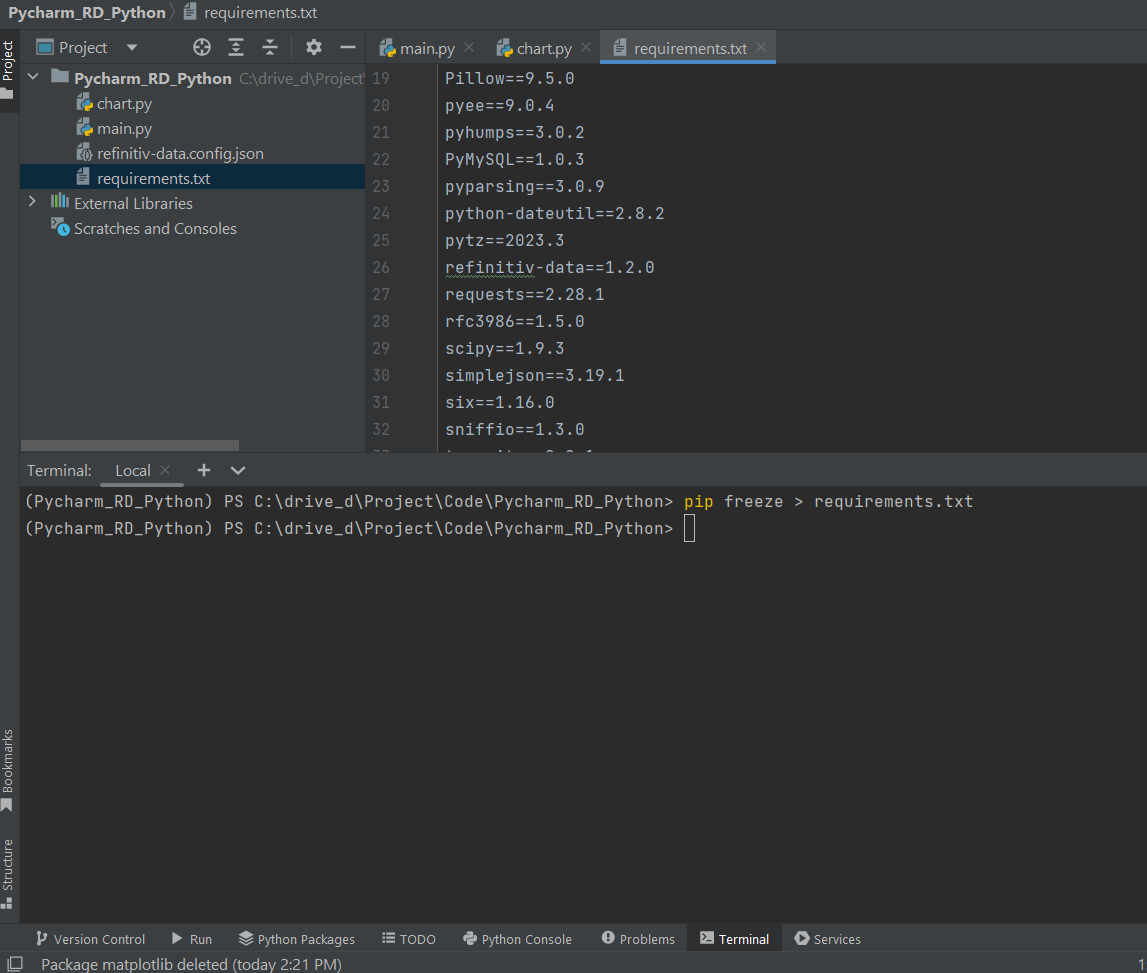 Pycharm_RD_Python requirements.txt
Project
Project
main.py
chart.py
requirements.txt
Pycharm_RD_Python C:\drive_d\Project
chart.py
main.py
refinitiv-data.config.json
requirements.txt
External Libraries
Scratches and Consoles
19 Pillow==9.5.0
20 pyee==9.0.4
21 pyhumps==3.0.2
22 PyMySQL==1.0.3
23 pyparsing==3.0.9
24 python-dateutil==2.8.2
25 pytz==2023.3
26 refinitiv-data==1.2.0
27 requests==2.28.1
28 rfc3986==1.5.0
29 scipy==1.9.3
30 simplejson==3.19.1
31 six==1.16.0
32 sniffio==1.3.0
Terminal: Local
(Pycharm_RD_Python) PS C:\drive_d\Project\Code\Pycharm_RD_Python> pip freeze > requirements.txt
(Pycharm_RD_Python) PS C:\drive_d\Project\Code\Pycharm_RD_Python>
Bookmarks
Structure
Version Control Run Python Packages TODO Python Console Problems Terminal Services
Package matplotlib deleted (today 2:21 PM)